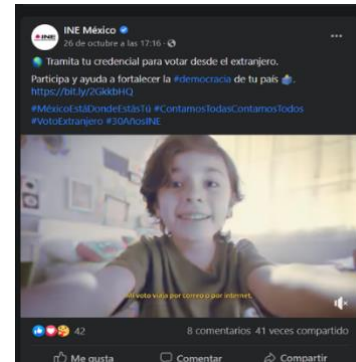 INE México
INE
26 de octubre a las 17:16 ·
Tramita tu credencial para votar desde el extranjero.
Participa y ayuda a fortalecer la #democracia de tu país.
https://bit.ly/2GkkbHQ
#MéxicoEstáDondeEstásTú #ContamosTodasContamosTodos
#VotoExtranjero #30AñosINE
mi voto viaja por correo o por internet,
42
8 comentarios 41 veces compartido
Me gusta Comentar Compartir